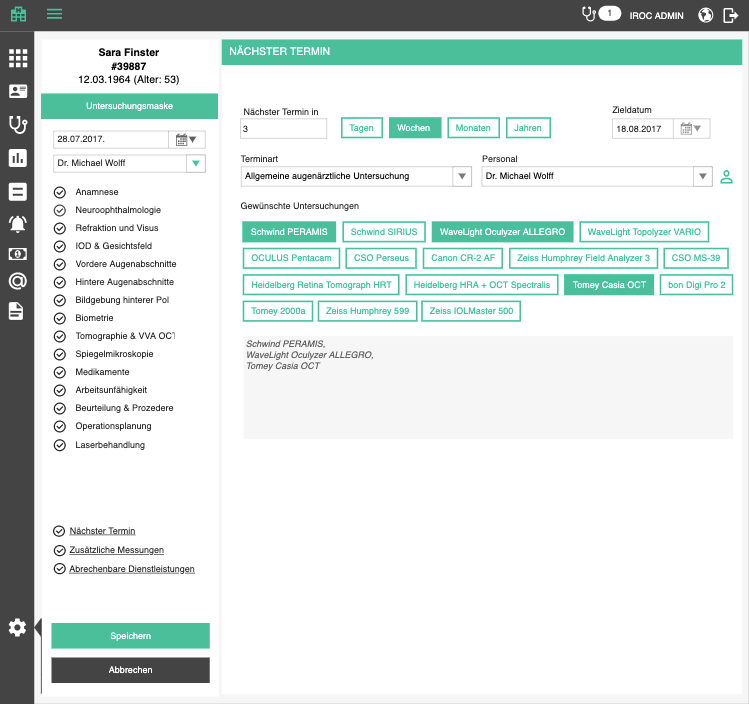 1
IROC ADMIN
Sara Finster
#39887
12.03.1964 (Alter: 53)
Untersuchungsmaske
28.07.2017.
Dr. Michael Wolff
Anamnese
Neuroophthalmologie
Refraktion und Visus
IOD & Gesichtsfeld
Vordere Augenabschnitte
Hintere Augenabschnitte
Bildgebung hinterer Pol
Biometrie
Tomographie & VVA OCT
Spiegelmikroskopie
Medikamente
Arbeitsunfähigkeit
Beurteilung & Prozedere
Operationsplanung
Laserbehandlung
Nächster Termin
Zusätzliche Messungen
Abrechenbare Dienstleistungen
Speichern
Abbrechen
NÄCHSTER TERMIN
Nächster Termin in
Zieldatum
3
Tagen
Wochen
Monaten
Jahren
18.08.2017
Terminart
Personal
Allgemeine augenärztliche Untersuchung
Dr. Michael Wolff
Gewünschte Untersuchungen
Schwind PERAMIS
Schwind SIRIUS
WaveLight Oculyzer ALLEGRO
WaveLight Topolyzer VARIO
OCULUS Pentacam
CSO Perseus
Canon CR-2 AF
Zeiss Humphrey Field Analyzer 3
CSO MS-39
Heidelberg Retina Tomograph HRT
Heidelberg HRA + OCT Spectralis
Tomey Casia OCT
bon Digi Pro 2
Tomey 2000a
Zeiss Humphrey 599
Zeiss IOLMaster 500
Schwind PERAMIS,
WaveLight Oculyzer ALLEGRO,
Tomey Casia OCT